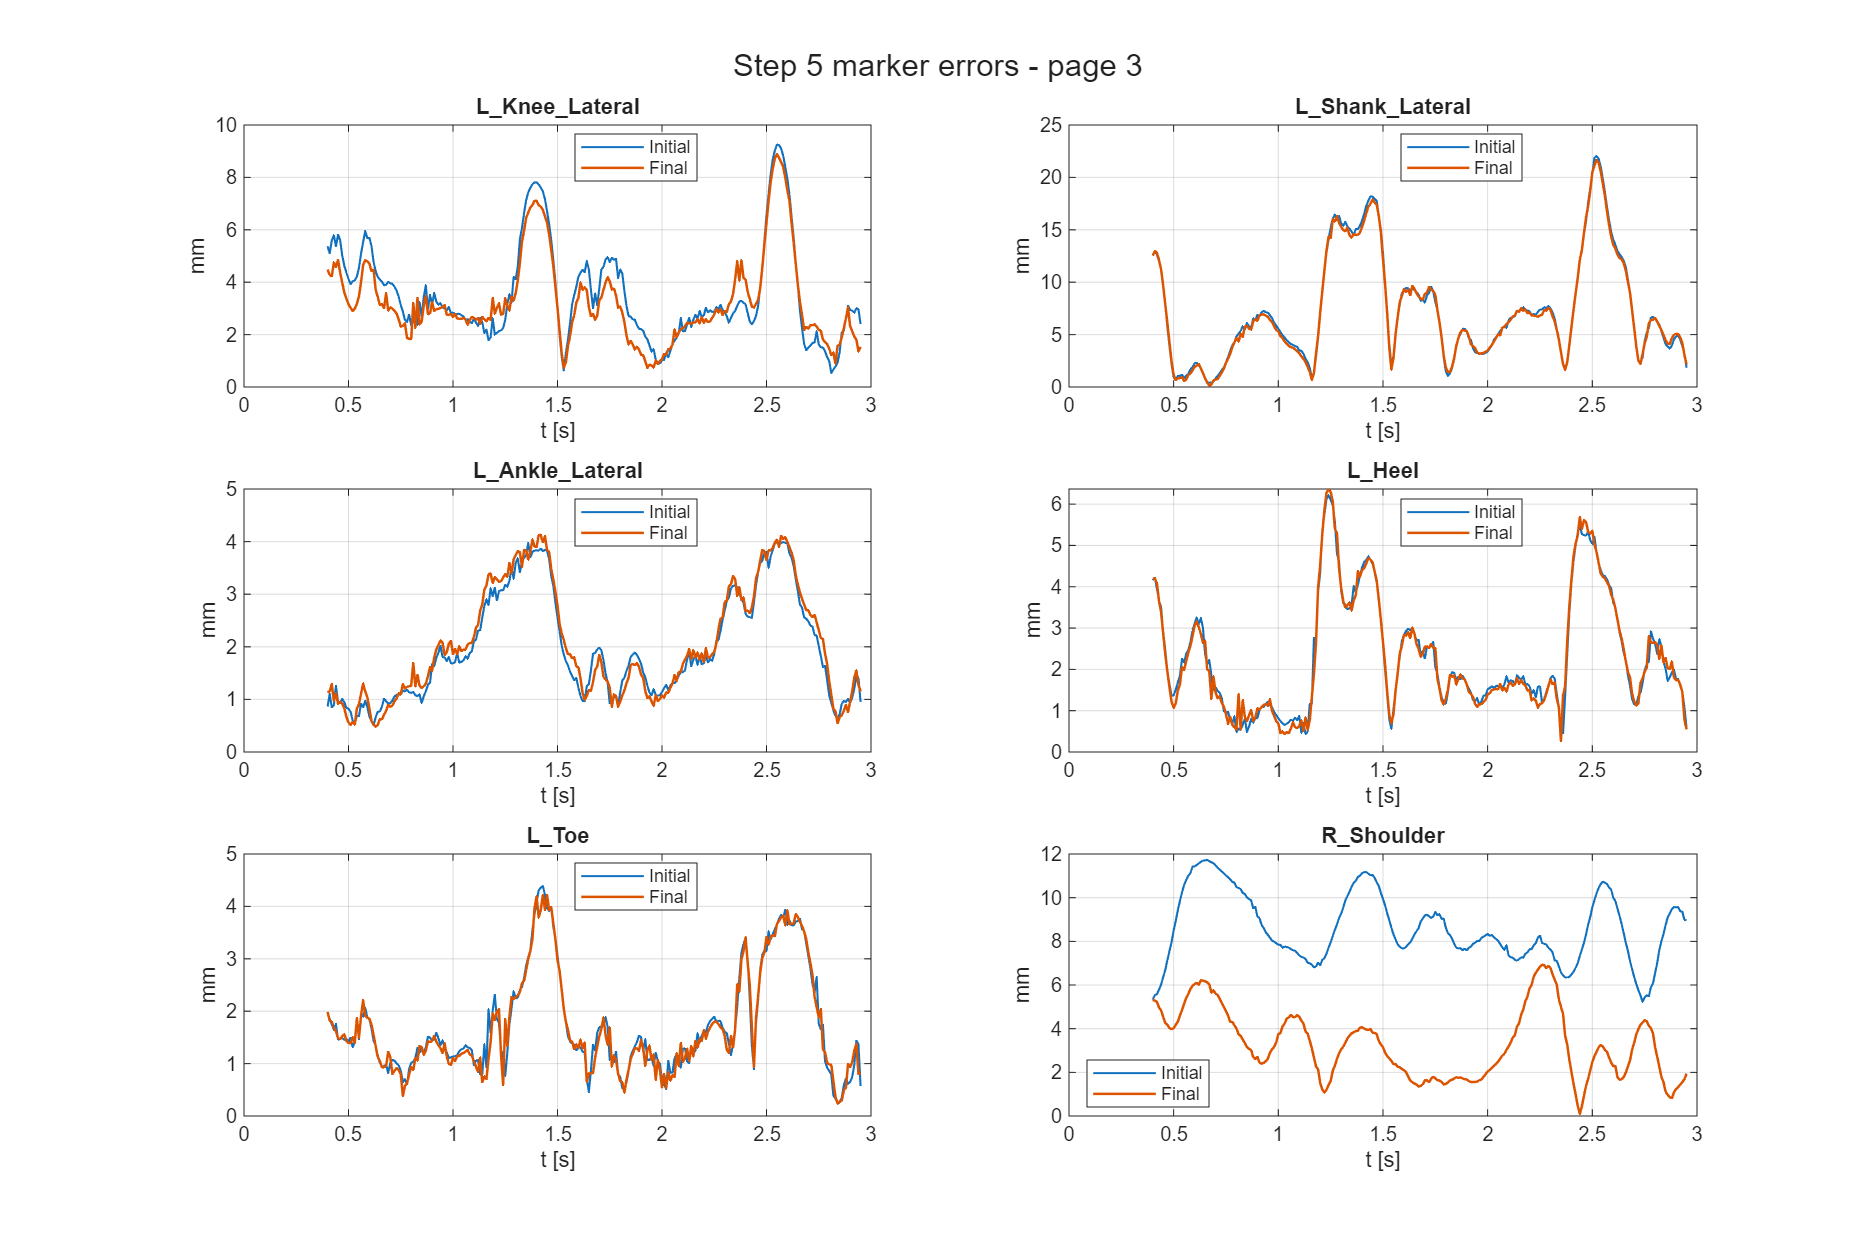 Step 5 marker errors - page 3
L_Knee_Lateral
10
8
6
4
2
0
mm
Initial
Final
0 0.5 1 1.5 2 2.5 3
t [s]
L_Shank_Lateral
25
20
15
10
5
0
mm
Initial
Final
0 0.5 1 1.5 2 2.5 3
t [s]
L_Ankle_Lateral
5
4
3
2
1
0
mm
Initial
Final
0 0.5 1 1.5 2 2.5 3
t [s]
L_Heel
6
5
4
3
2
1
0
mm
Initial
Final
0 0.5 1 1.5 2 2.5 3
t [s]
L_Toe
5
4
3
2
1
0
mm
Initial
Final
0 0.5 1 1.5 2 2.5 3
t [s]
R_Shoulder
12
10
8
6
4
2
0
mm
Initial
Final
0 0.5 1 1.5 2 2.5 3
t [s]